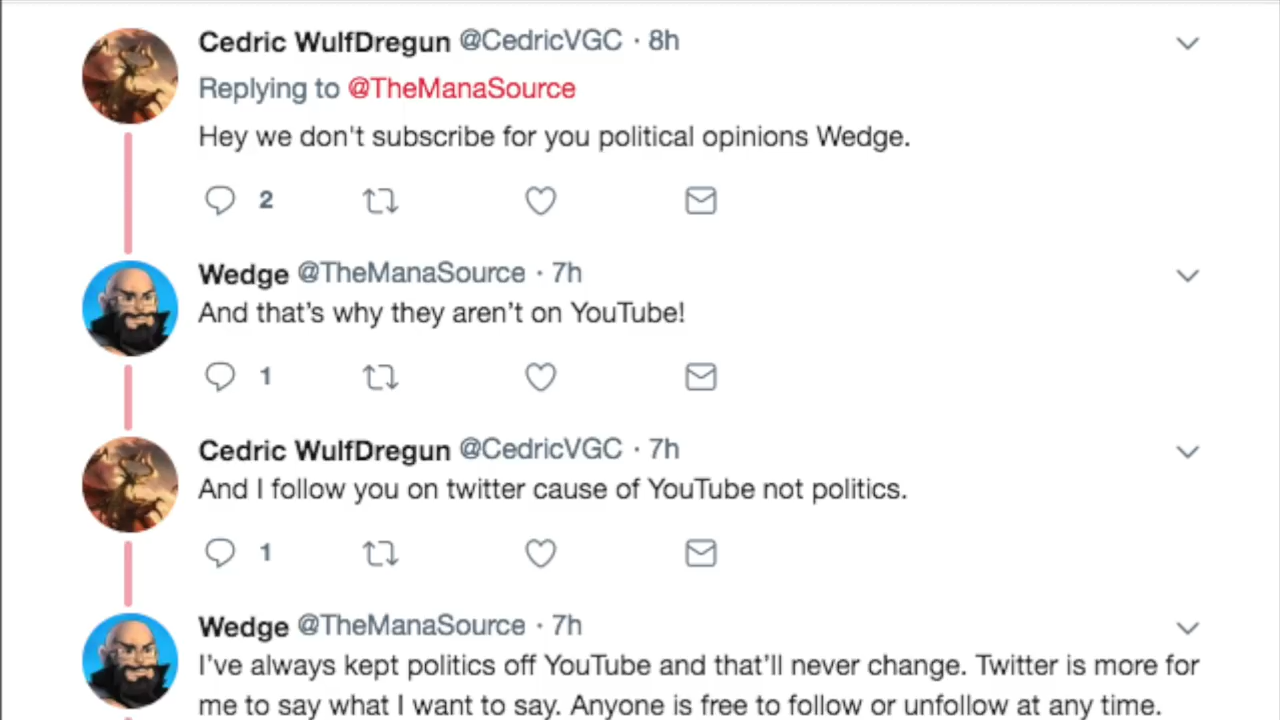 Cedric WulfDregun @CedricVGC · 8h
Replying to @TheManaSource
Hey we don't subscribe for you political opinions Wedge.
2
Wedge @TheManaSource · 7h
And that’s why they aren’t on YouTube!
1
Cedric WulfDregun @CedricVGC · 7h
And I follow you on twitter cause of YouTube not politics.
1
Wedge @TheManaSource · 7h
I’ve always kept politics off YouTube and that’ll never change. Twitter is more for
me to say what I want to say. Anyone is free to follow or unfollow at any time.